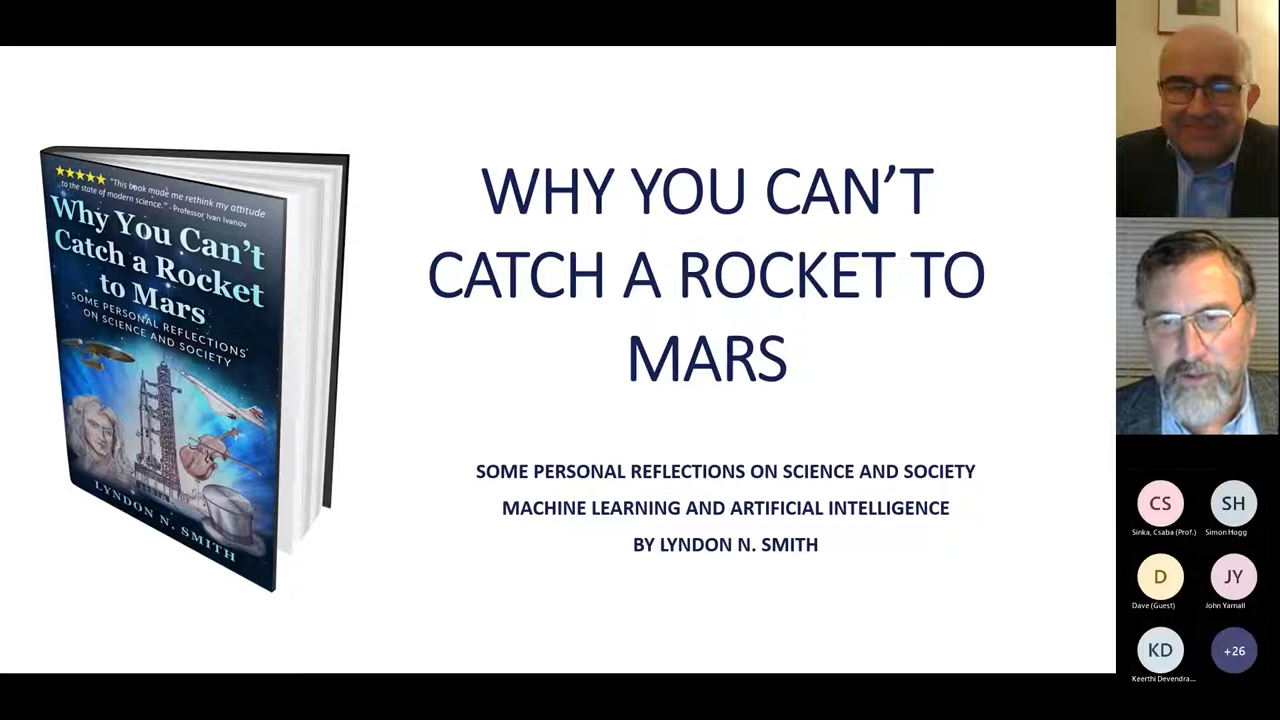 ★★★★★ "This book made me rethink my attitude
to the state of modern science." - Professor Ivan Ivanov
Why You Can't
Catch a Rocket
to Mars
SOME PERSONAL REFLECTIONS
ON SCIENCE AND SOCIETY
LYNDON N. SMITH
WHY YOU CAN’T
CATCH A ROCKET TO
MARS
SOME PERSONAL REFLECTIONS ON SCIENCE AND SOCIETY
MACHINE LEARNING AND ARTIFICIAL INTELLIGENCE
BY LYNDON N. SMITH
CS
SH
Sinka, Csaba (Prof.)
Simon Hogg
D
JY
Dave (Guest)
John Yarnall
KD
+26
Keerthi Devendra...